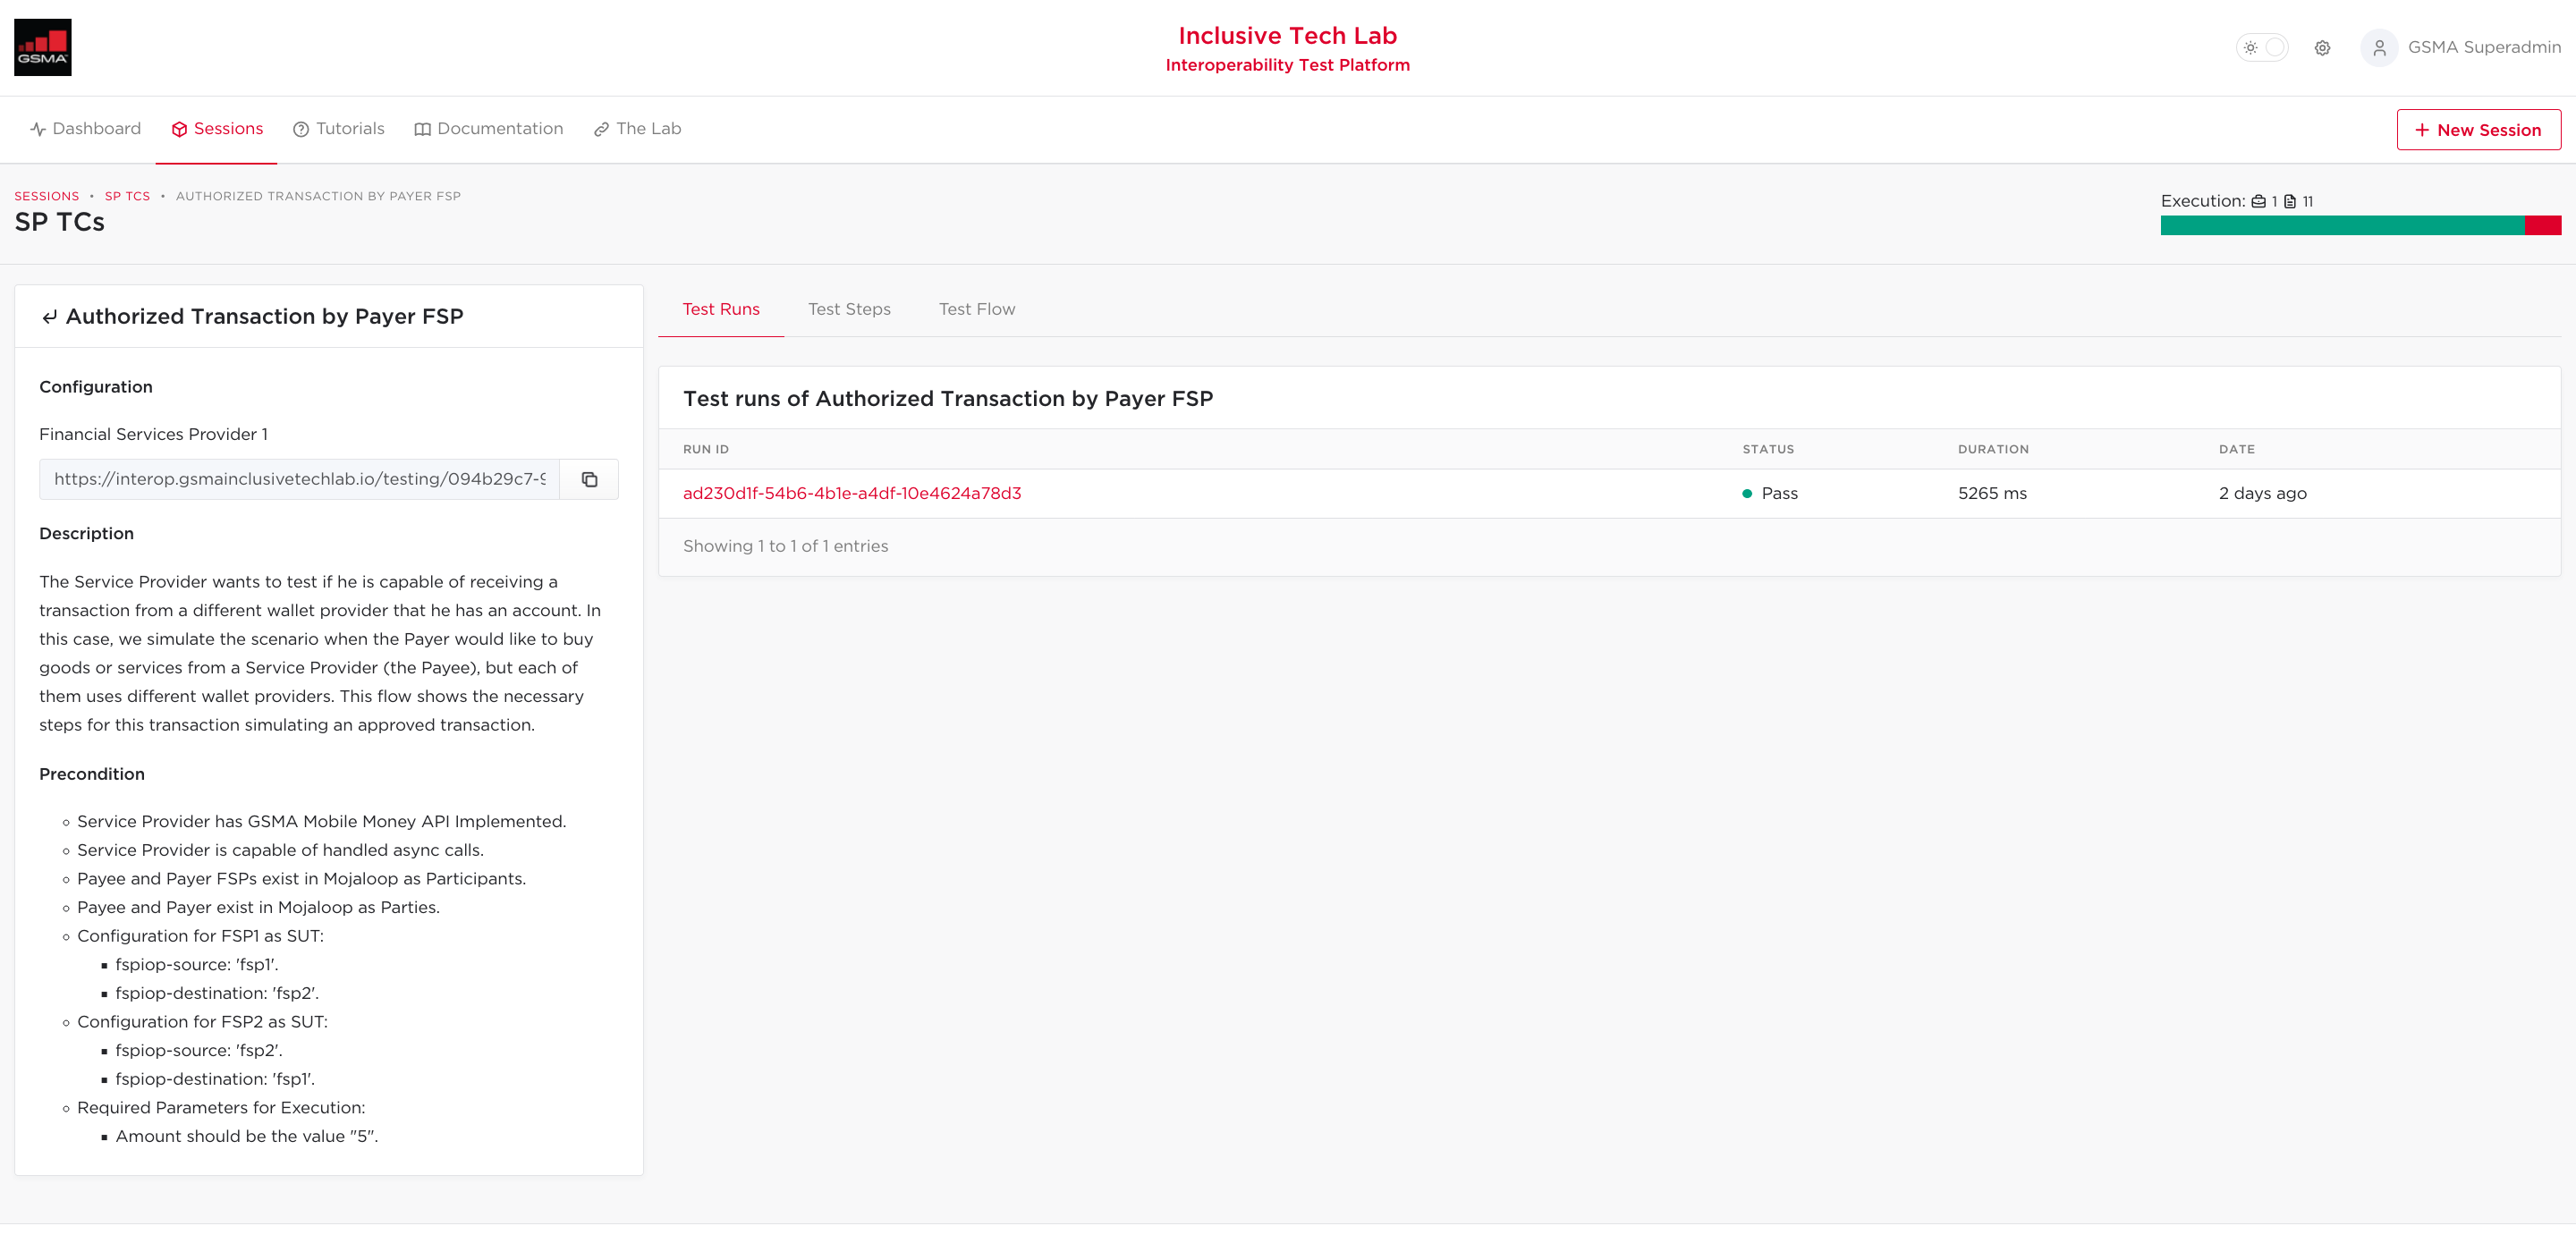 GSMA
Inclusive Tech Lab
Interoperability Test Platform
GSMA Superadmin
Dashboard
Sessions
Tutorials
Documentation
The Lab
+ New Session
SESSIONS • SP TCS • AUTHORIZED TRANSACTION BY PAYER FSP
SP TCs
Execution: 1 11
Authorized Transaction by Payer FSP
Configuration
Financial Services Provider 1
https://interop.gsmainclusivetechlab.io/testing/094b29c7-9
Description
The Service Provider wants to test if he is capable of receiving a
transaction from a different wallet provider that he has an account. In
this case, we simulate the scenario when the Payer would like to buy
goods or services from a Service Provider (the Payee), but each of
them uses different wallet providers. This flow shows the necessary
steps for this transaction simulating an approved transaction.
Precondition
Service Provider has GSMA Mobile Money API Implemented.
Service Provider is capable of handled async calls.
Payee and Payer FSPs exist in Mojaloop as Participants.
Payee and Payer exist in Mojaloop as Parties.
Configuration for FSP1 as SUT:
fspiop-source: 'fsp1'.
fspiop-destination: 'fsp2'.
Configuration for FSP2 as SUT:
fspiop-source: 'fsp2'.
fspiop-destination: 'fsp1'.
Required Parameters for Execution:
Amount should be the value "5".
Test Runs
Test Steps
Test Flow
Test runs of Authorized Transaction by Payer FSP
RUN ID STATUS DURATION DATE
ad230d1f-54b6-4b1e-a4df-10e4624a78d3 Pass 5265 ms 2 days ago
Showing 1 to 1 of 1 entries